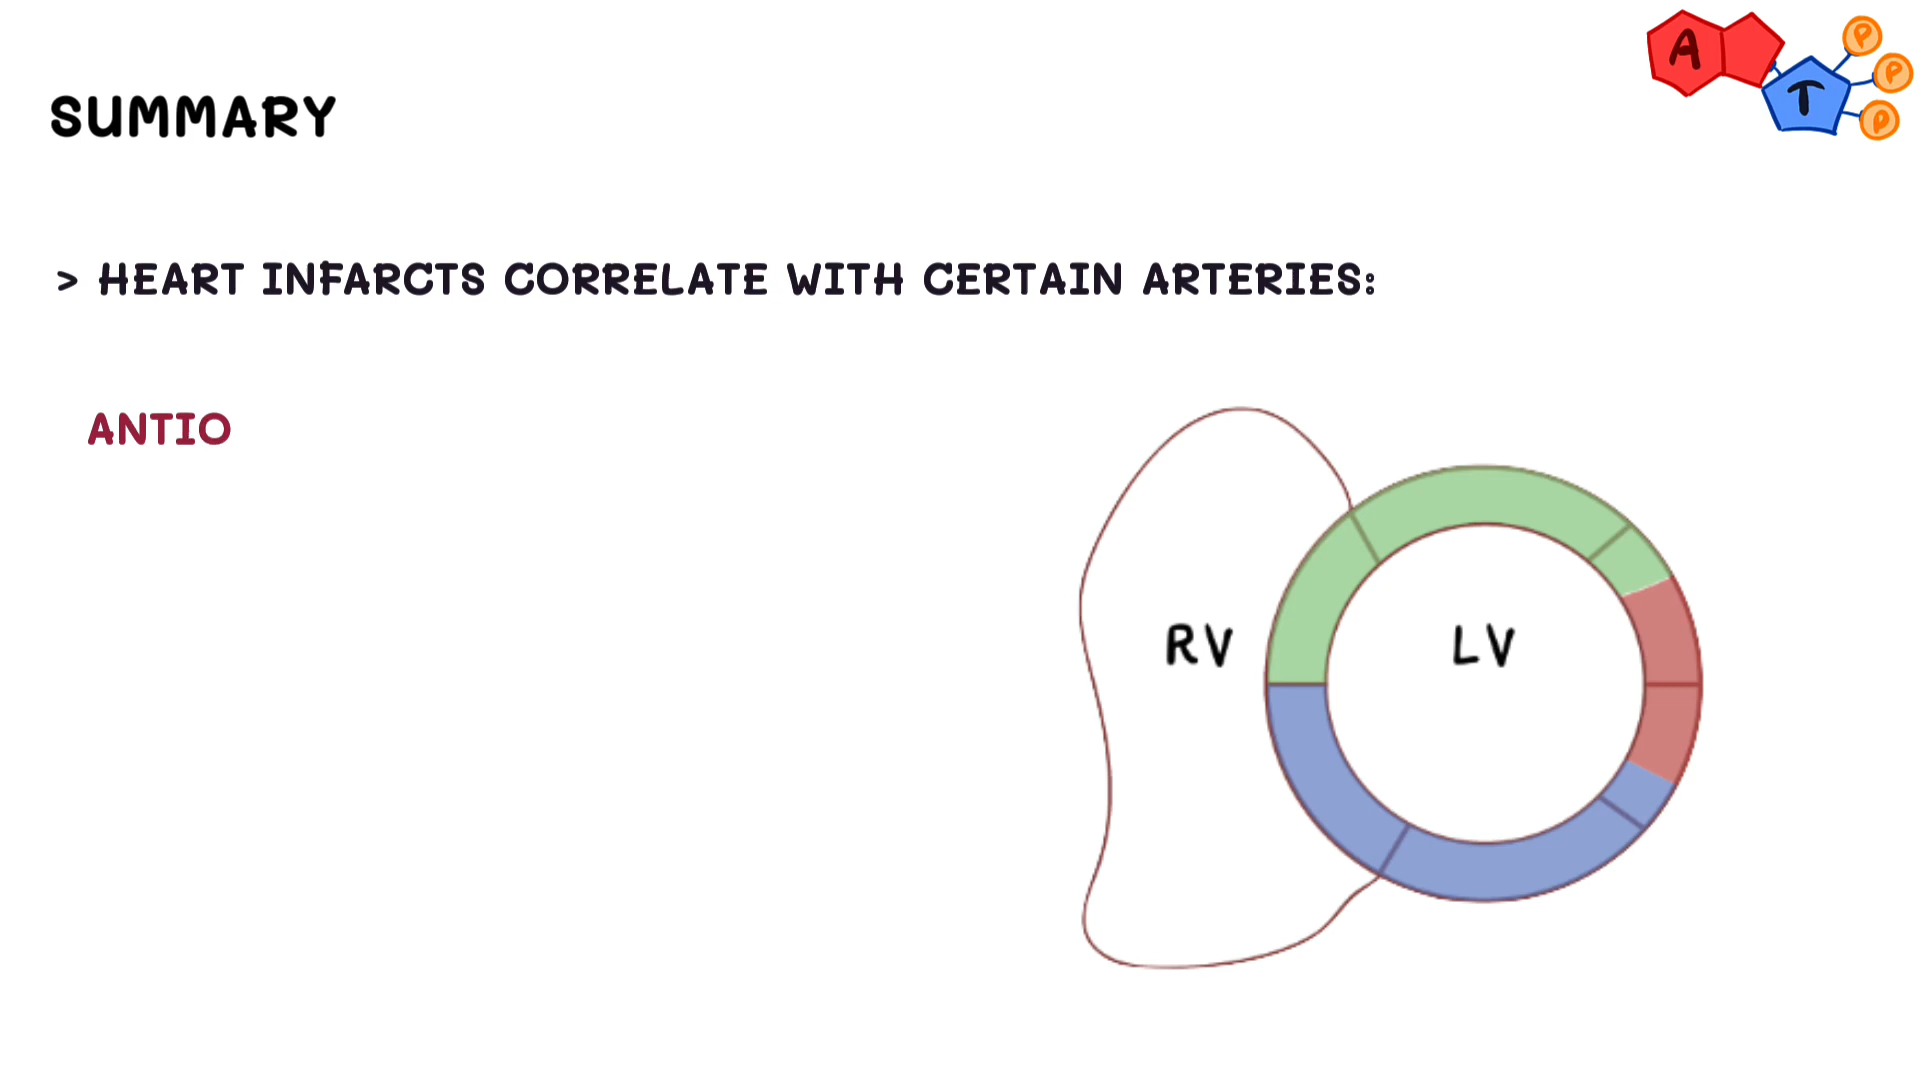 A
P
P
T
P
SUMMARY
> HEART INFARCTS CORRELATE WITH CERTAIN ARTERIES:
ANTIO
RV
LV